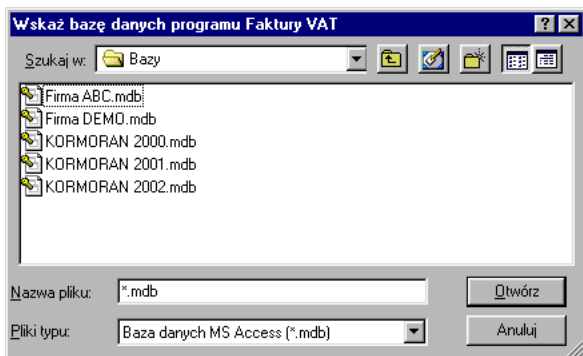 Wskaż bazę danych programu Faktury VAT
Szukaj w: Bazy
Firma ABC.mdb
Firma DEMO.mdb
KORMORAN 2000.mdb
KORMORAN 2001.mdb
KORMORAN 2002.mdb
Nazwa pliku: *.mdb Otwórz
Pliki typu: Baza danych MS Access (*.mdb) Anuluj